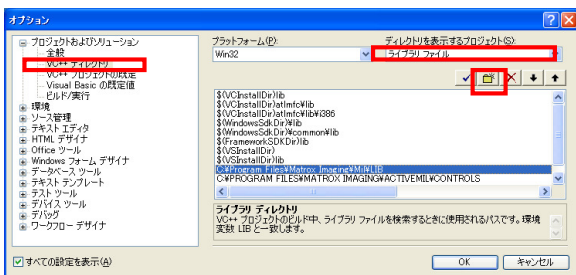 オプション
プロジェクトおよびソリューション
全般
VC++ ディレクトリ
VC++ プロジェクトの既定
Visual Basic の既定値
ビルド/実行
環境
ソース管理
テキスト エディタ
HTML デザイナ
Office ツール
Windows フォーム デザイナ
データベース ツール
テキスト テンプレート
テスト ツール
デバイス ツール
デバッグ
ワークフロー デザイナ
すべての設定を表示(A)
プラットフォーム(P):
Win32
ディレクトリを表示するプロジェクト(S):
ライブラリ ファイル
$(VCInstallDir)lib
$(VCInstallDir)atlmfc¥lib
$(VCInstallDir)atlmfc¥lib¥i386
$(WindowsSdkDir)¥lib
$(WindowsSdkDir)¥common¥lib
$(FrameworkSDKDir)lib
$(VSInstallDir)
$(VSInstallDir)lib
C:¥Program Files¥Matrox Imaging¥Mil¥LIB
C:¥PROGRAM FILES¥MATROX IMAGING¥ACTIVEMIL¥CONTROLS
ライブラリ ディレクトリ
VC++ プロジェクトのビルド中、ライブラリ ファイルを検索するときに使用されるパスです。環境
変数 LIB と一致します。
OK
キャンセル